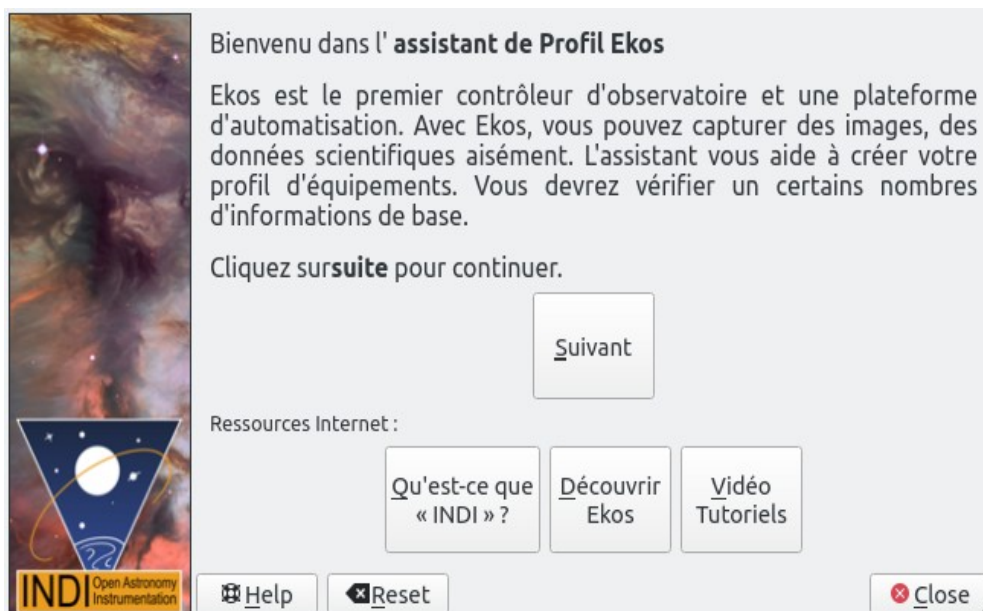 Bienvenu dans l' assistant de Profil Ekos
Ekos est le premier contrôleur d'observatoire et une plateforme
d'automatisation. Avec Ekos, vous pouvez capturer des images, des
données scientifiques aisément. L'assistant vous aide à créer votre
profil d'équipements. Vous devrez vérifier un certains nombres
d'informations de base.
Cliquez sursuite pour continuer.
Suivant
Ressources Internet :
Qu'est-ce que
« INDI » ?
Découvrir
Ekos
Vidéo
Tutoriels
INDI
Open Astronomy
Instrumentation
Help
Reset
Close